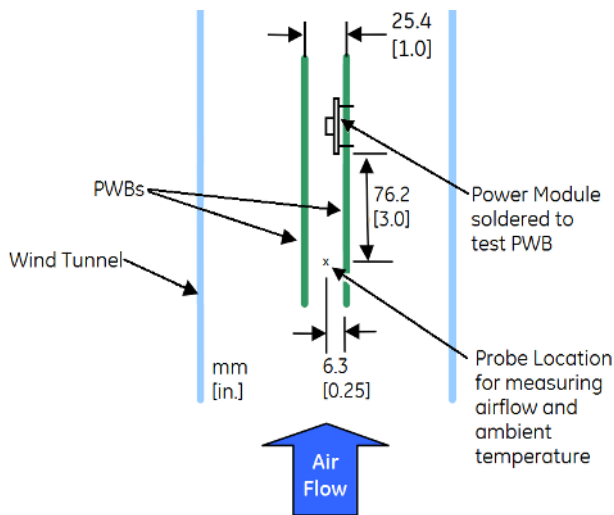 25.4
[1.0]
PWBs
76.2
[3.0]
Power Module
soldered to
test PWB
Wind Tunnel
x
mm
[in.]
6.3
[0.25]
Probe Location
for measuring
airflow and
ambient
temperature
Air
Flow